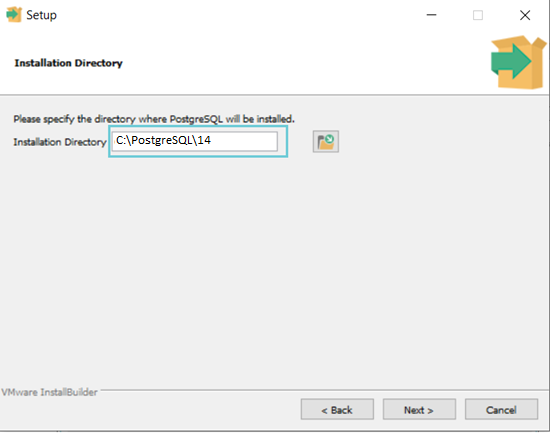 Setup
Installation Directory
Please specify the directory where PostgreSQL will be installed.
Installation Directory C:\PostgreSQL\14
VMware InstallBuilder
< Back Next > Cancel